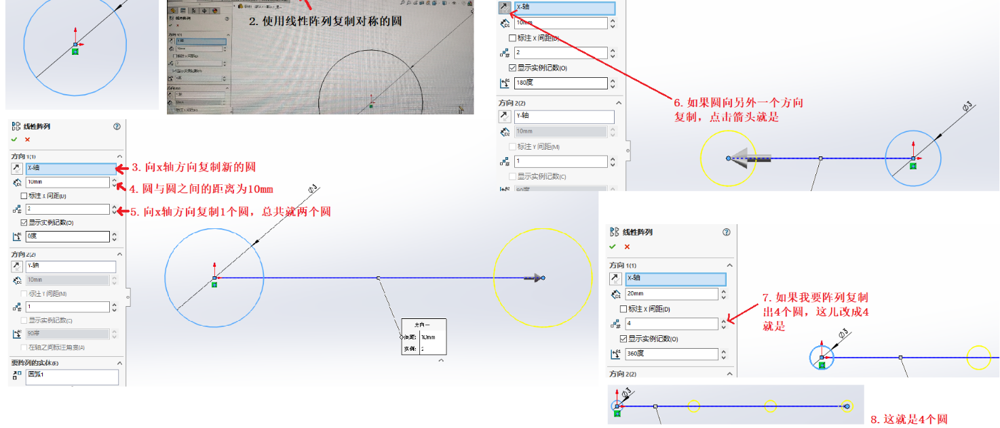 2. 使用线性阵列复制对称的圆
线性阵列
方向 1(1)
X-轴
10mm
标注 X 间距(D)
2
显示实例记数(O)
0度
方向 2(2)
Y-轴
10mm
标注 Y 间距(M)
1
显示实例记数(C)
90度
在轴之间标注角度(A)
要阵列的实体(E)
圆弧1
3. 向x轴方向复制新的圆
4. 圆与圆之间的距离为10mm
5. 向x轴方向复制1个圆，总共就两个圆
Φ3
方向一
间距: 10mm
实例: 2
X-轴
10mm
标注 X 间距(D)
2
显示实例记数(O)
180度
方向 2(2)
Y-轴
10mm
标注 Y 间距(M)
1
显示实例记数(C)
90度
6. 如果圆向另外一个方向
复制，点击箭头就是
Φ3
线性阵列
方向 1(1)
X-轴
20mm
标注 X 间距(D)
4
显示实例记数(O)
360度
方向 2(2)
7. 如果我要阵列复制
出4个圆，这儿改成4
就是
Φ3
Φ3
8. 这就是4个圆